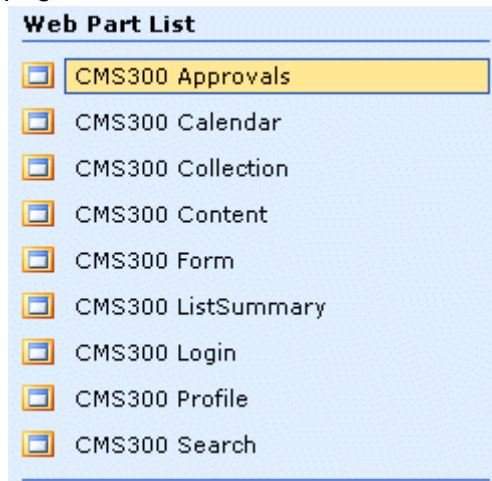 Web Part List
CMS300 Approvals
CMS300 Calendar
CMS300 Collection
CMS300 Content
CMS300 Form
CMS300 ListSummary
CMS300 Login
CMS300 Profile
CMS300 Search